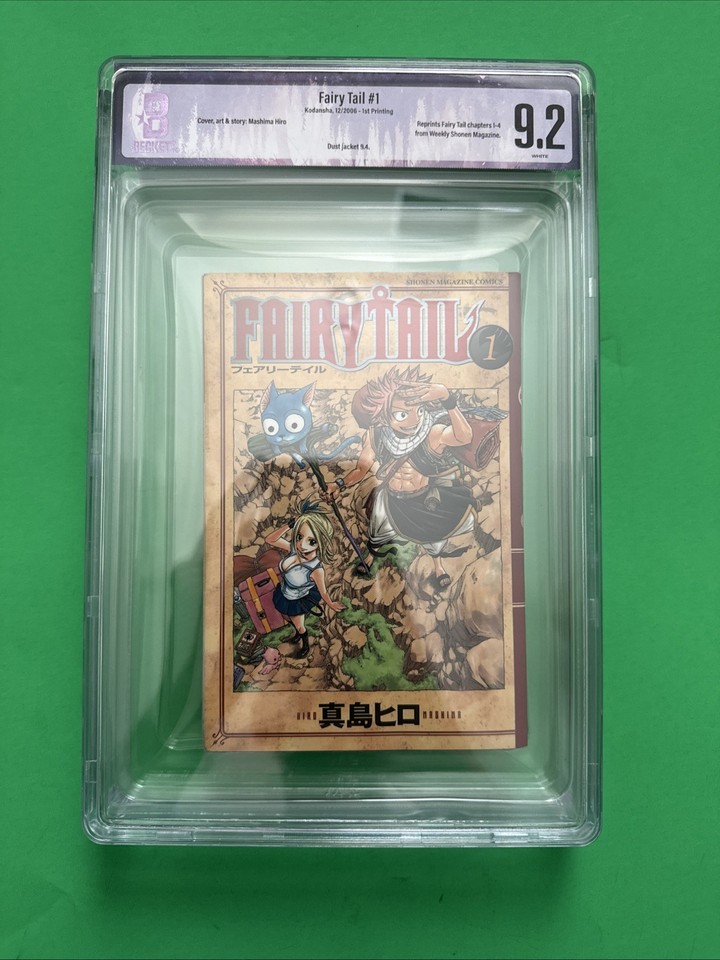 Fairy Tail #1
Kodansha, 12/2006 - 1st Printing
Cover, art & story: Mashima Hiro
Reprints Fairy Tail chapters 1-4
from Weekly Shonen Magazine.
Dust jacket 9.4.
9.2
WHITE
BECKETT
SHONEN MAGAZINE COMICS
FAIRY TAIL
1
フェアリーテイル
HIRO 真島ヒロ MASHIMA